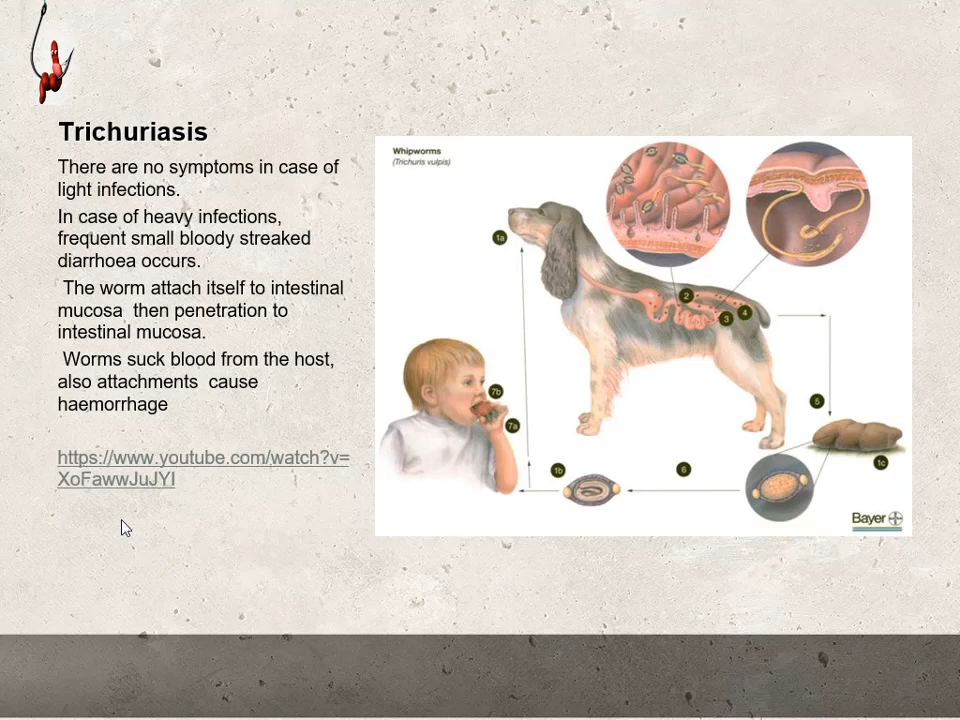 Trichuriasis
There are no symptoms in case of
light infections.
In case of heavy infections,
frequent small bloody streaked
diarrhoea occurs.
The worm attach itself to intestinal
mucosa then penetration to
intestinal mucosa.
Worms suck blood from the host,
also attachments cause
haemorrhage
https://www.youtube.com/watch?v=
XoFawwJuJYI
Whipworms
(Trichuris vulpis)
1a
2
3
4
5
7b
7a
1b
6
1c
Bayer